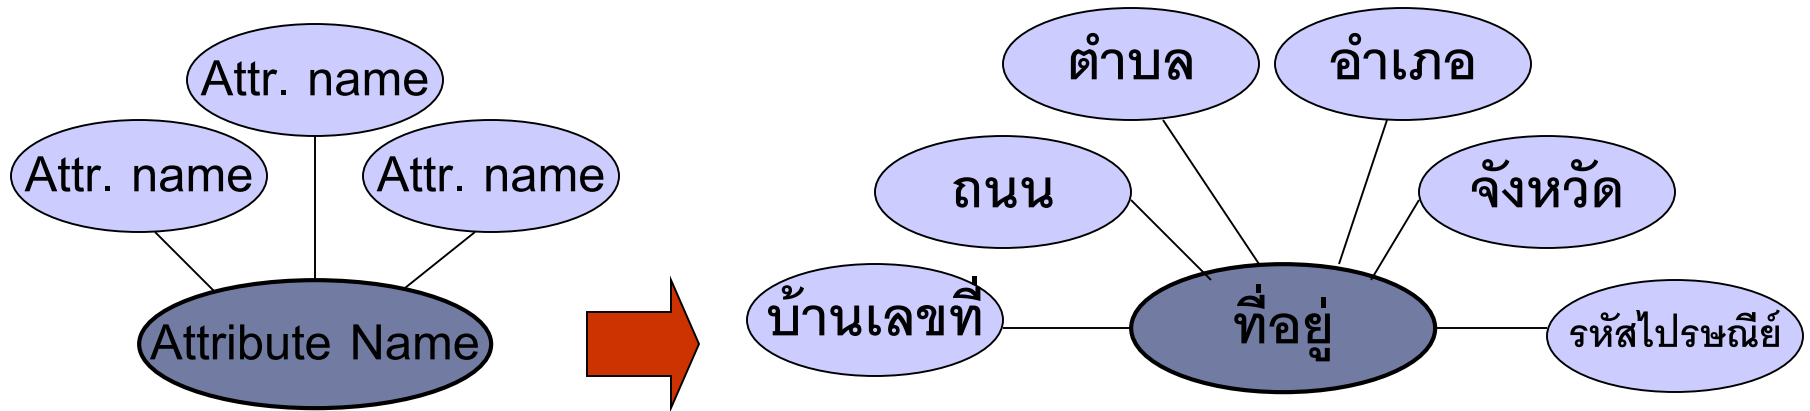 Attr. name
Attr. name
Attr. name
Attribute Name
ตำบล
อำเภอ
ถนน
จังหวัด
บ้านเลขที่
ที่อยู่
รหัสไปรษณีย์